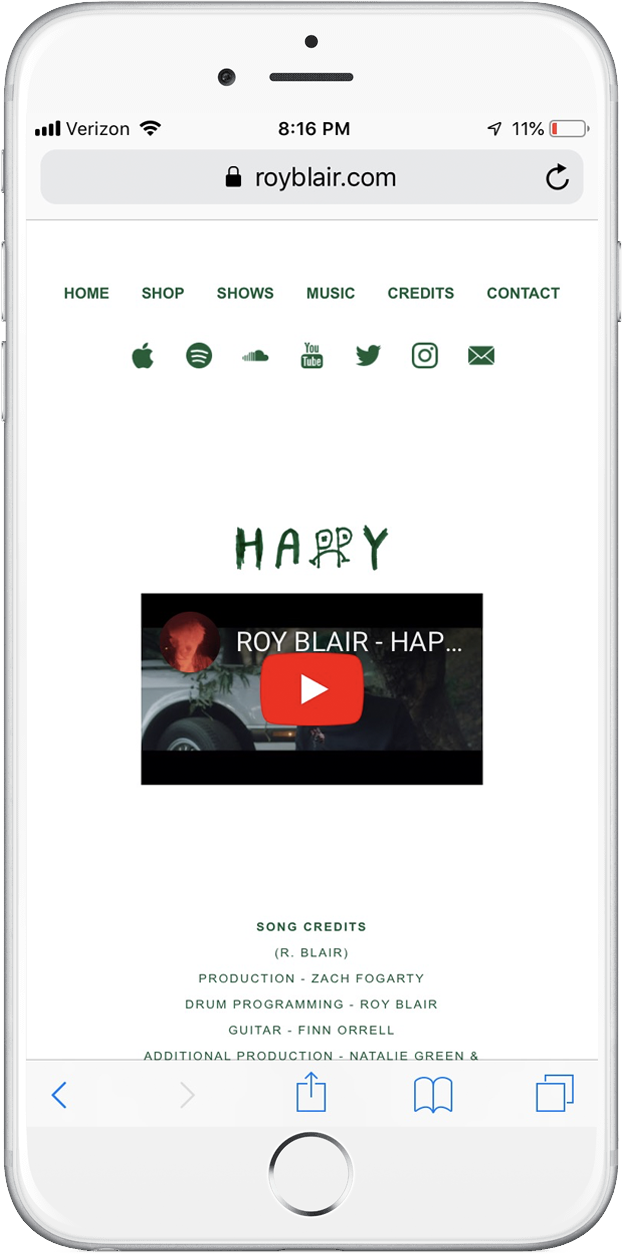 Verizon 8:16 PM 11%
royblair.com
HOME SHOP SHOWS MUSIC CREDITS CONTACT
You Tube
HAPPY
ROY BLAIR - HAP...
SONG CREDITS
(R. BLAIR)
PRODUCTION - ZACH FOGARTY
DRUM PROGRAMMING - ROY BLAIR
GUITAR - FINN ORRELL
ADDITIONAL PRODUCTION - NATALIE GREEN &